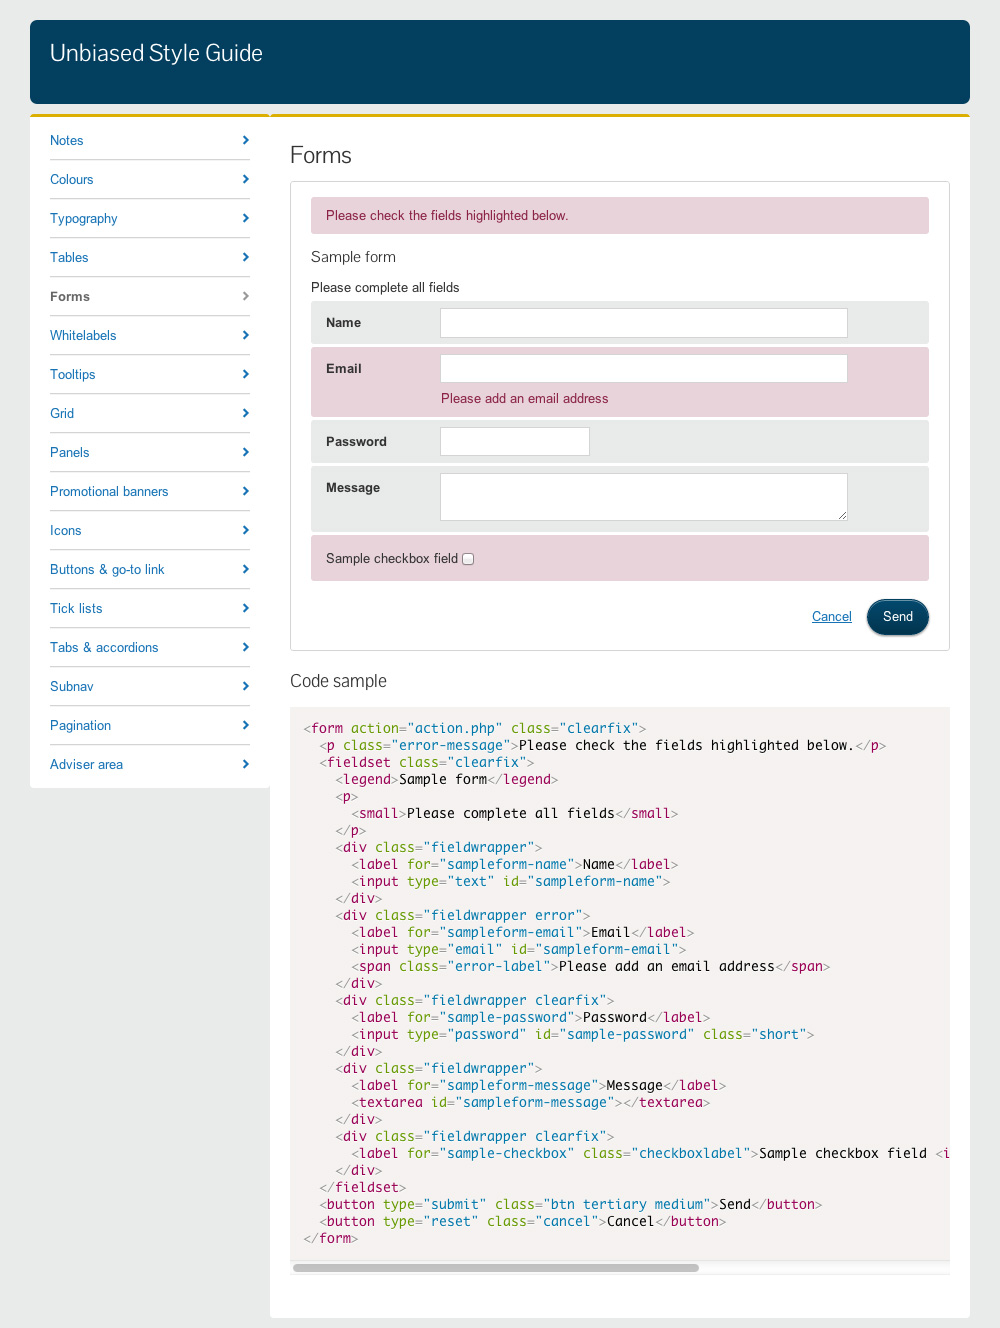 Unbiased Style Guide
Notes
Colours
Typography
Tables
Forms
Whitelabels
Tooltips
Grid
Panels
Promotional banners
Icons
Buttons & go-to link
Tick lists
Tabs & accordions
Subnav
Pagination
Adviser area
Forms
Please check the fields highlighted below.
Sample form
Please complete all fields
Name
Email
Please add an email address
Password
Message
Sample checkbox field
Cancel
Send
Code sample
<form action="action.php" class="clearfix">
  <p class="error-message">Please check the fields highlighted below.</p>
  <fieldset class="clearfix">
    <legend>Sample form</legend>
    <p>
      <small>Please complete all fields</small>
    </p>
    <div class="fieldwrapper">
      <label for="sampleform-name">Name</label>
      <input type="text" id="sampleform-name">
    </div>
    <div class="fieldwrapper error">
      <label for="sampleform-email">Email</label>
      <input type="email" id="sampleform-email">
      <span class="error-label">Please add an email address</span>
    </div>
    <div class="fieldwrapper clearfix">
      <label for="sample-password">Password</label>
      <input type="password" id="sample-password" class="short">
    </div>
    <div class="fieldwrapper">
      <label for="sampleform-message">Message</label>
      <textarea id="sampleform-message"></textarea>
    </div>
    <div class="fieldwrapper clearfix">
      <label for="sample-checkbox" class="checkboxlabel">Sample checkbox field <i
    </div>
  </fieldset>
  <button type="submit" class="btn tertiary medium">Send</button>
  <button type="reset" class="cancel">Cancel</button>
</form>